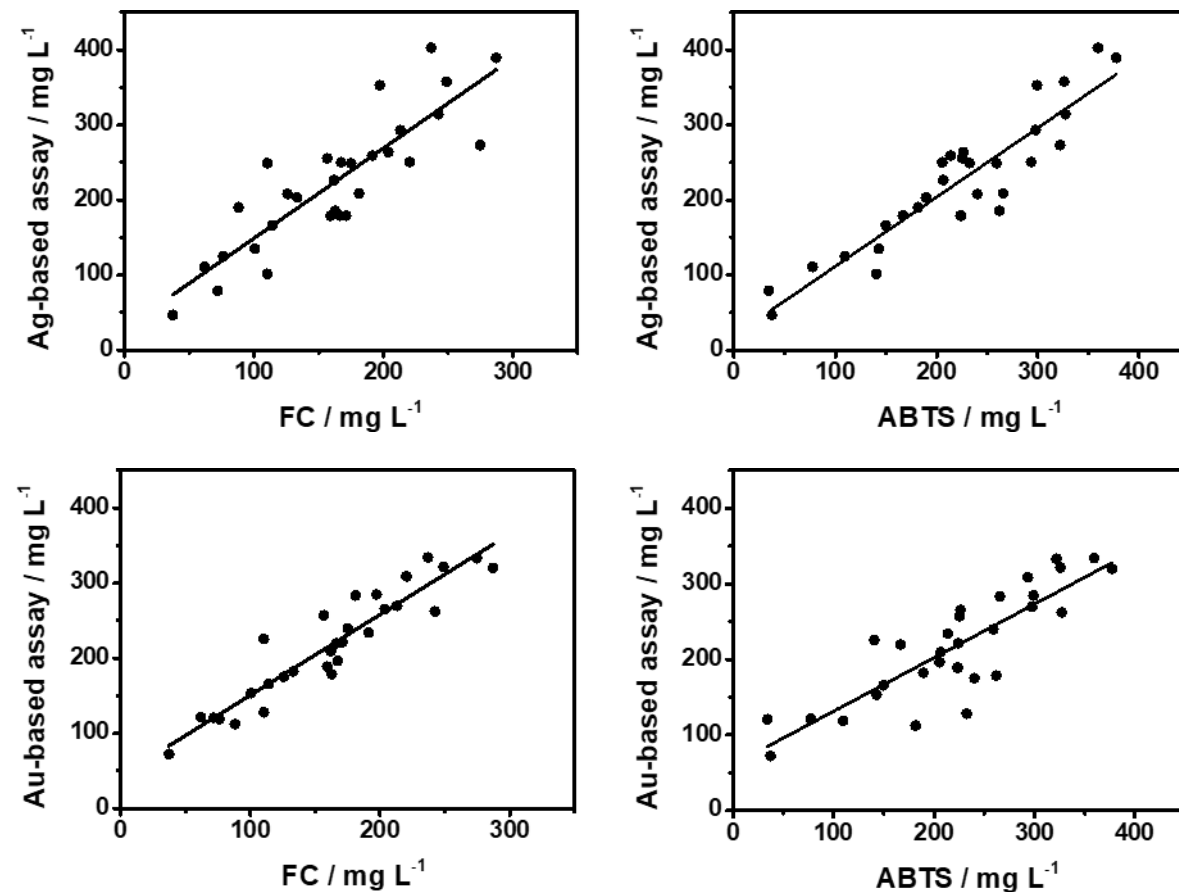 Ag-based assay / mg L⁻¹
400
300
200
100
0
0 100 200 300
FC / mg L⁻¹
Ag-based assay / mg L⁻¹
400
300
200
100
0
0 100 200 300 400
ABTS / mg L⁻¹
Au-based assay / mg L⁻¹
400
300
200
100
0
0 100 200 300
FC / mg L⁻¹
Au-based assay / mg L⁻¹
400
300
200
100
0
0 100 200 300 400
ABTS / mg L⁻¹